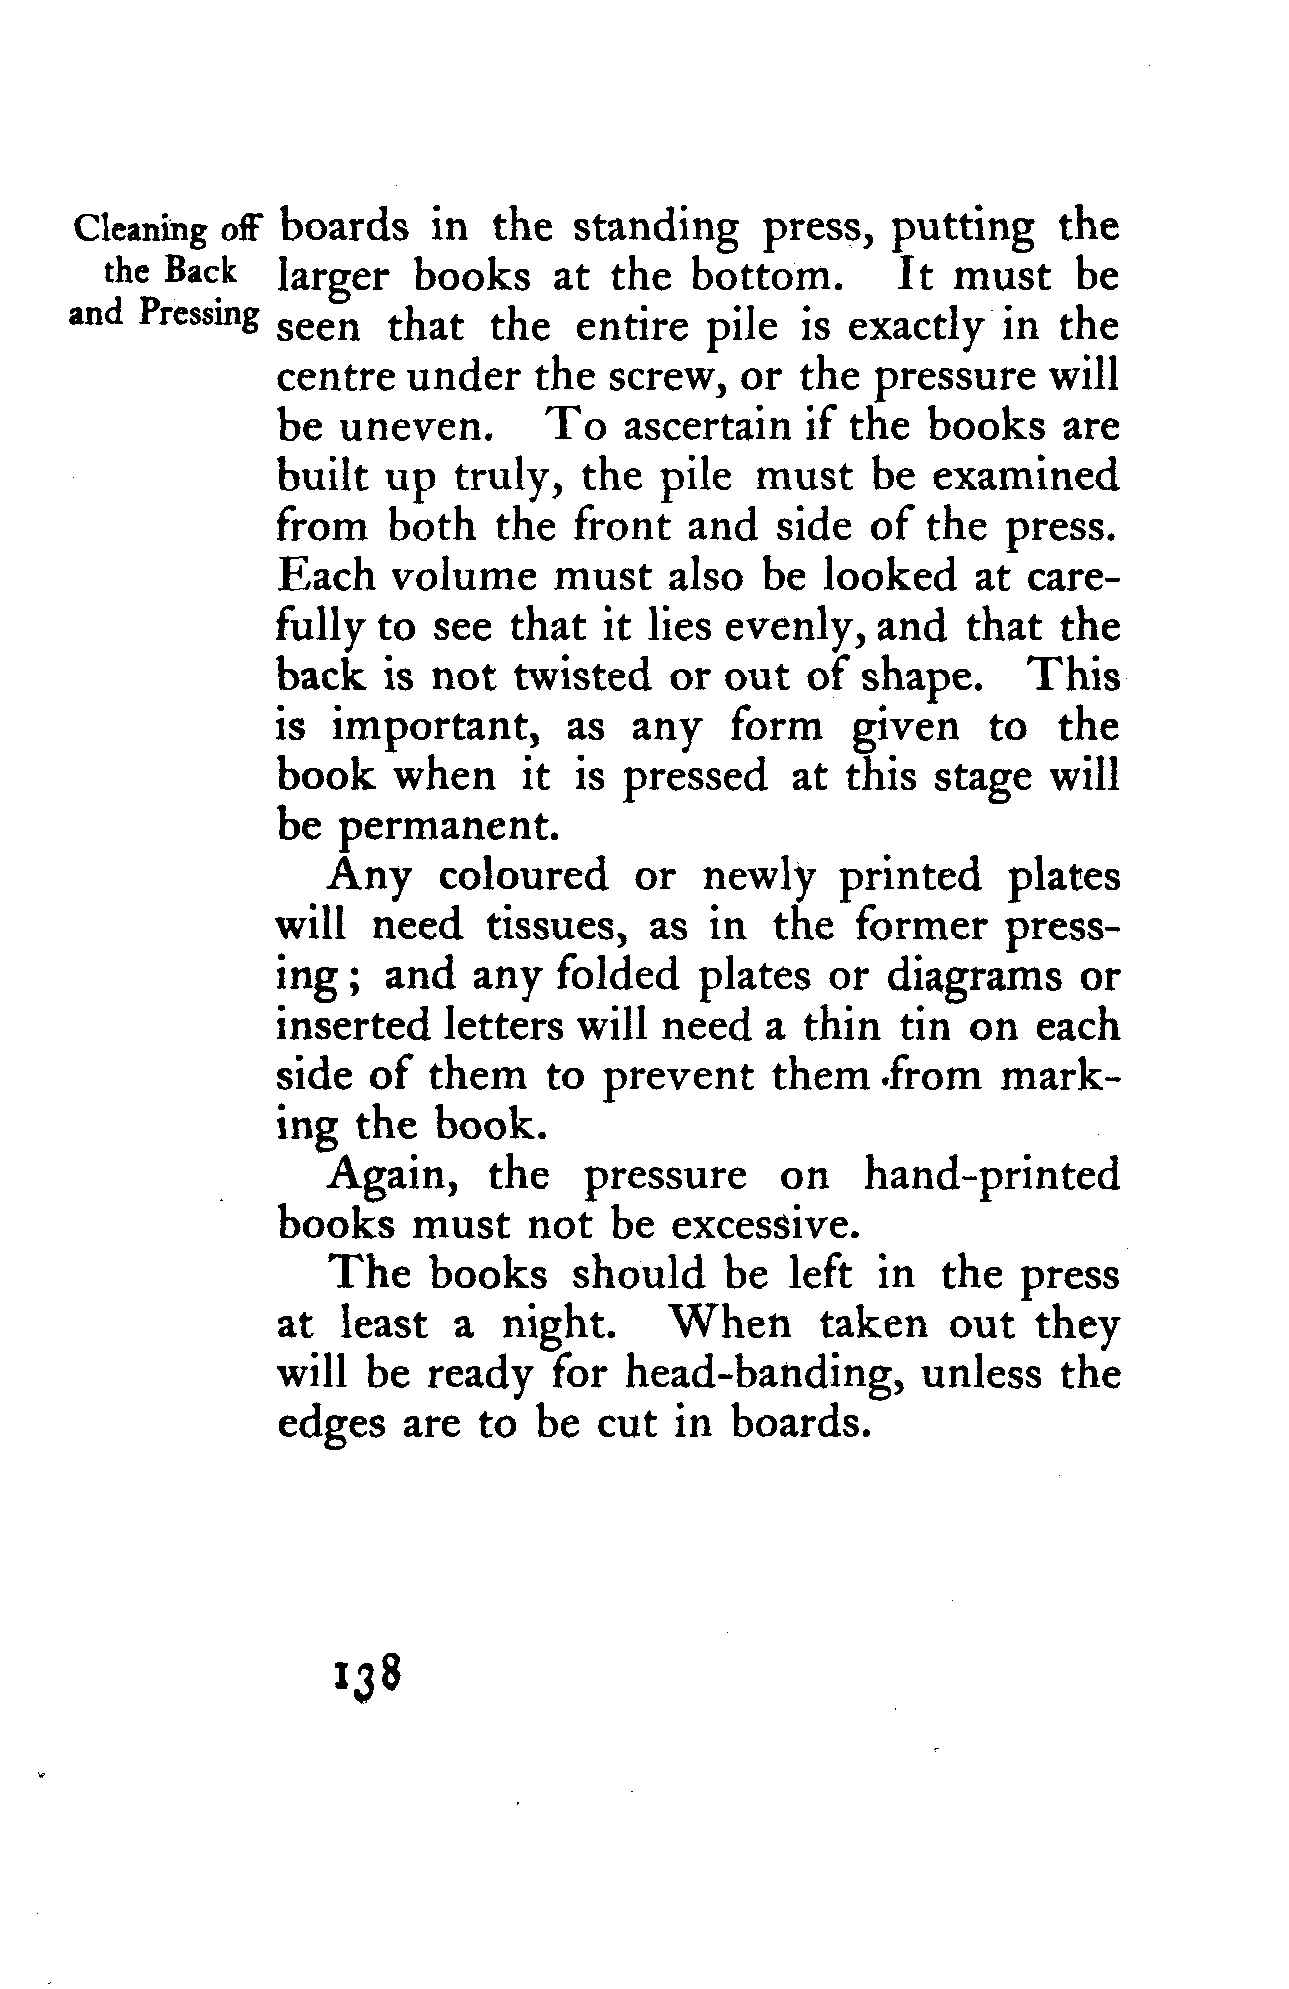 Cleaning off
the Back
and Pressing
boards in the standing press, putting the
larger books at the bottom. It must be
seen that the entire pile is exactly in the
centre under the screw, or the pressure will
be uneven. To ascertain if the books are
built up truly, the pile must be examined
from both the front and side of the press.
Each volume must also be looked at care-
fully to see that it lies evenly, and that the
back is not twisted or out of shape. This
is important, as any form given to the
book when it is pressed at this stage will
be permanent.
Any coloured or newly printed plates
will need tissues, as in the former press-
ing; and any folded plates or diagrams or
inserted letters will need a thin tin on each
side of them to prevent them from mark-
ing the book.
Again, the pressure on hand-printed
books must not be excessive.
The books should be left in the press
at least a night. When taken out they
will be ready for head-banding, unless the
edges are to be cut in boards.
138